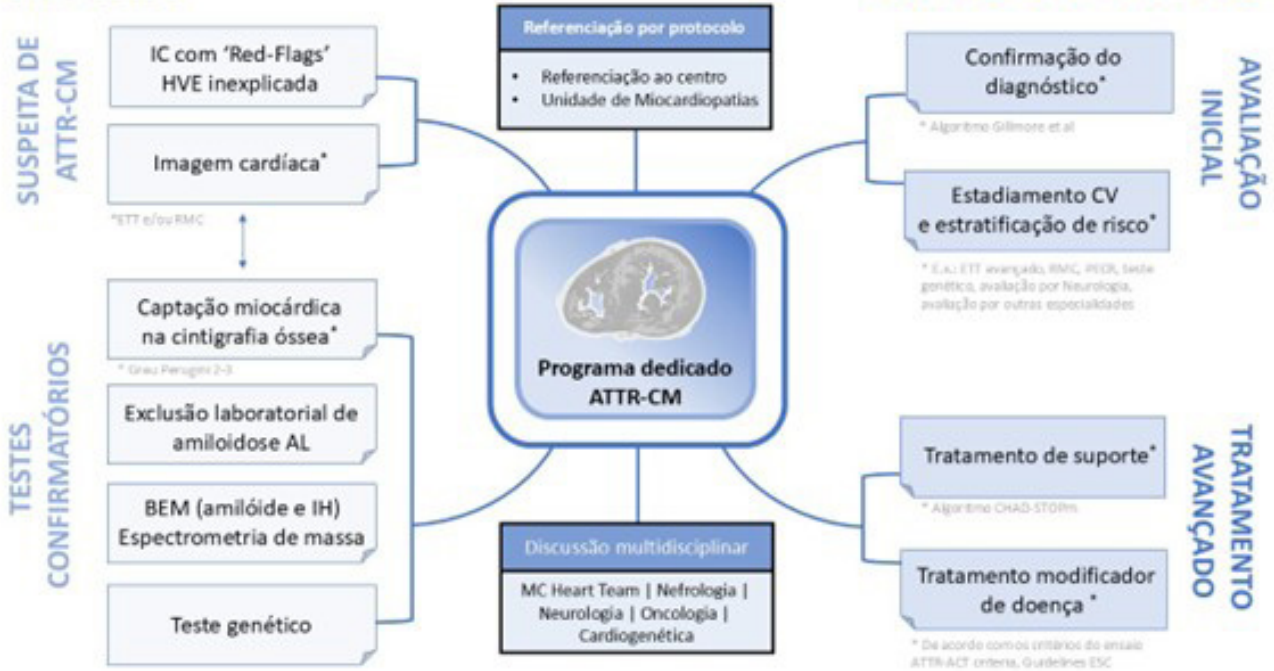 SUSPEITA DE
ATTR-CM
IC com ‘Red-Flags’
HVE inexplicada
Imagem cardíaca*
*ETT e/ou RMC
TESTES
CONFIRMATÓRIOS
Captação miocárdica
na cintigrafia óssea*
* Grau Perugini 2-3
Exclusão laboratorial de
amiloidose AL
BEM (amilóide e IH)
Espectrometria de massa
Teste genético
Referenciação por protocolo
• Referenciação ao centro
• Unidade de Miocardiopatias
Programa dedicado
ATTR-CM
Discussão multidisciplinar
MC Heart Team | Nefrologia |
Neurologia | Oncologia |
Cardiogenética
AVALIAÇÃO
INICIAL
Confirmação do
diagnóstico*
* Algoritmo Gillmore et al
Estadiamento CV
e estratificação de risco*
* E.x.: ETT avançado, RMC, PECR, teste
genético, avaliação por Neurologia,
avaliação por outras especialidades
TRATAMENTO
AVANÇADO
Tratamento de suporte*
* Algoritmo CHAD-STOPm
Tratamento modificador
de doença *
* De acordo com os critérios do ensaio
ATTR-ACT criteria, Guidelines ESC